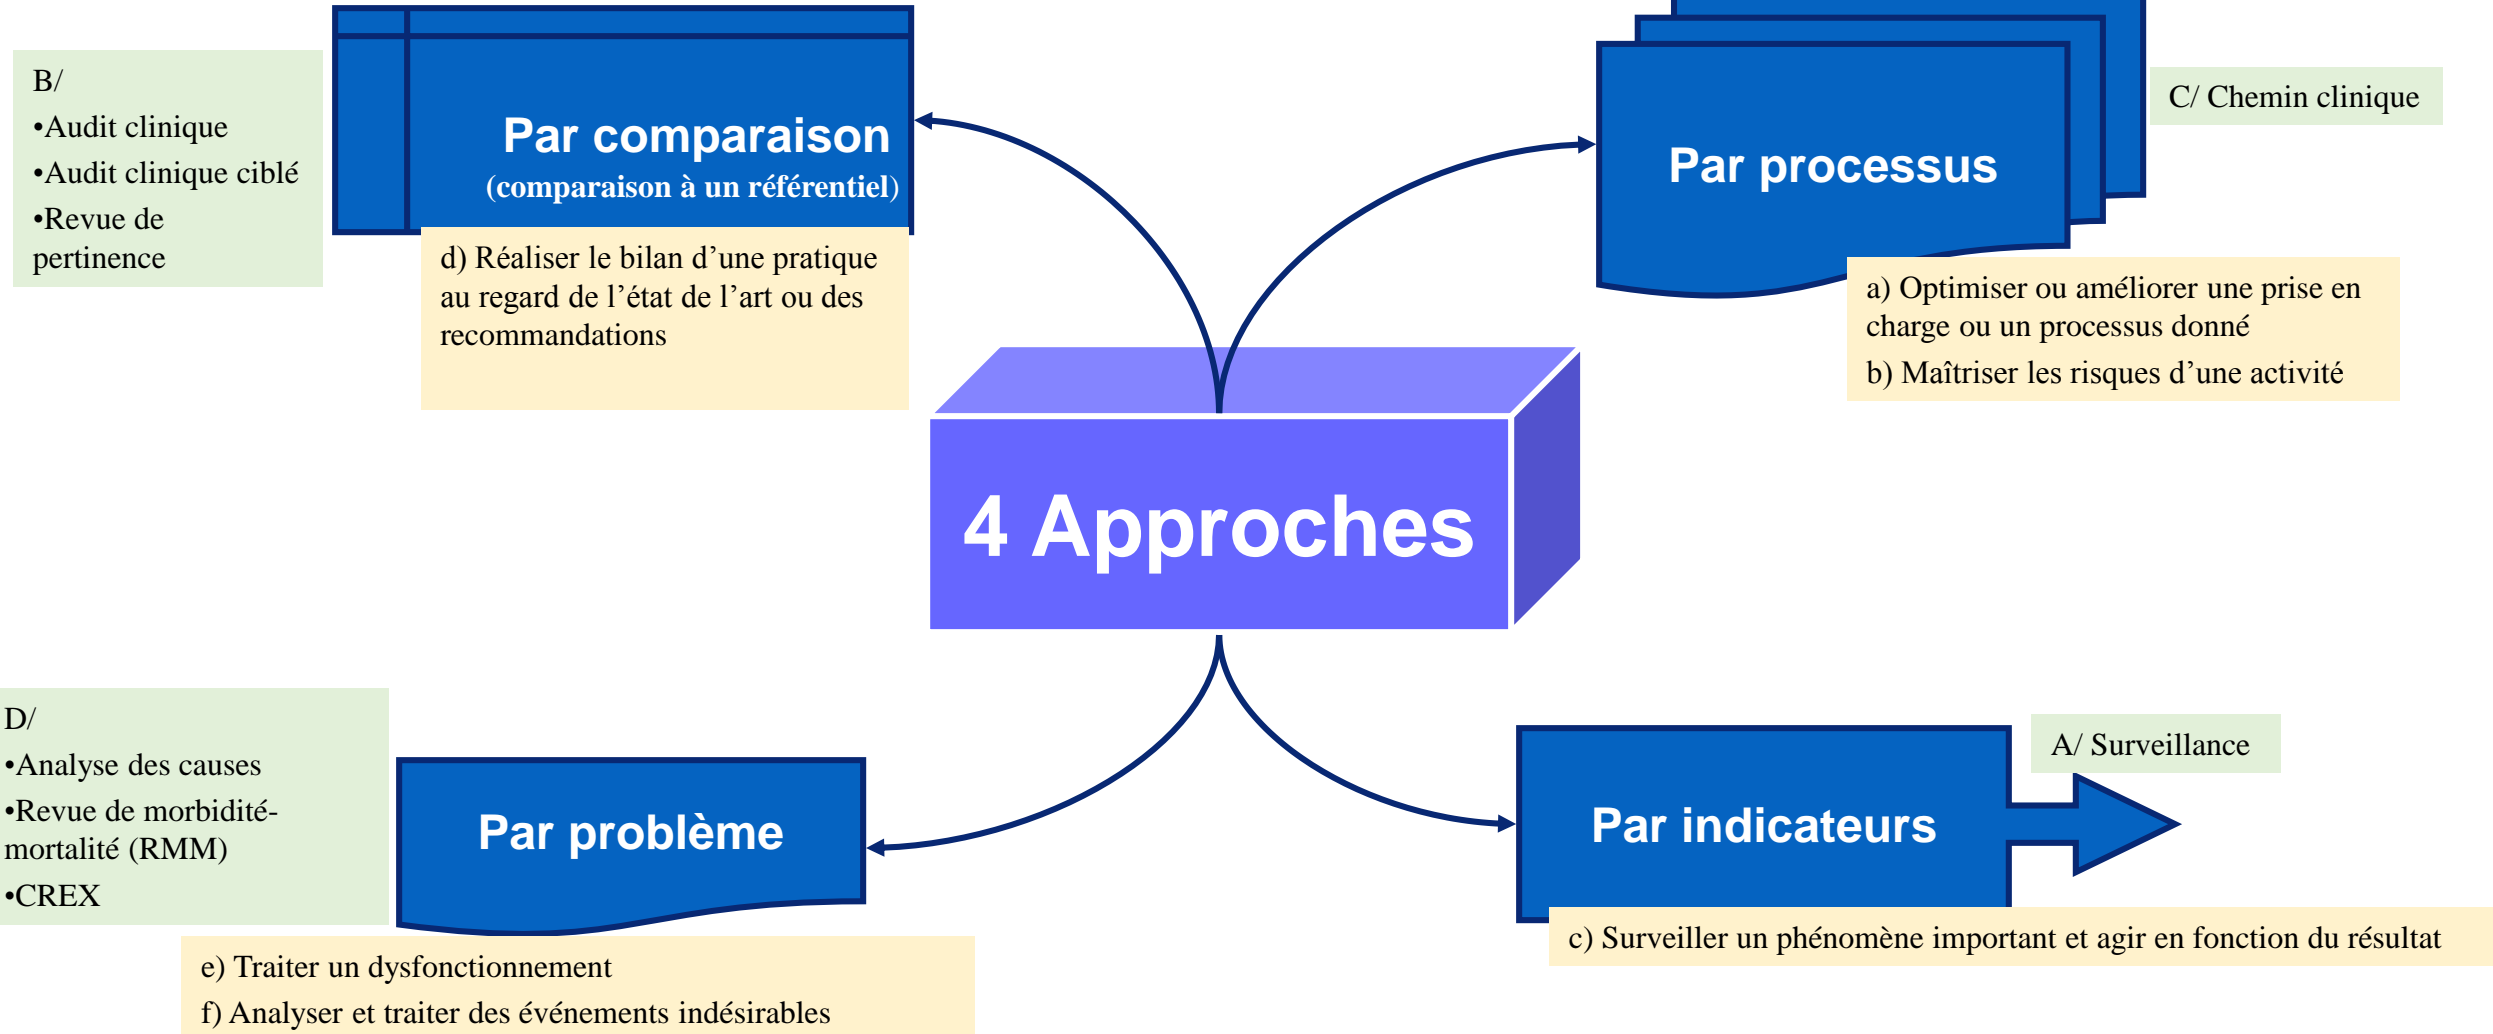 B/
•Audit clinique
•Audit clinique ciblé
•Revue de
pertinence
Par comparaison
(comparaison à un référentiel)
d) Réaliser le bilan d’une pratique
au regard de l’état de l’art ou des
recommandations
Par processus
C/ Chemin clinique
a) Optimiser ou améliorer une prise en
charge ou un processus donné
b) Maîtriser les risques d’une activité
4 Approches
D/
•Analyse des causes
•Revue de morbidité-
mortalité (RMM)
•CREX
Par problème
e) Traiter un dysfonctionnement
f) Analyser et traiter des événements indésirables
Par indicateurs
A/ Surveillance
c) Surveiller un phénomène important et agir en fonction du résultat